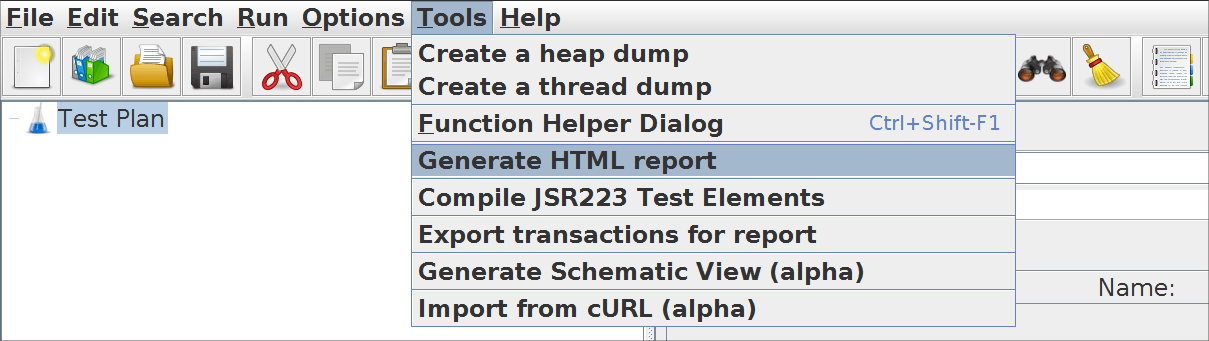 File Edit Search Run Options Tools Help
Create a heap dump
Create a thread dump
Test Plan
Function Helper Dialog Ctrl+Shift-F1
Generate HTML report
Compile JSR223 Test Elements
Export transactions for report
Generate Schematic View (alpha)
Name:
Import from cURL (alpha)